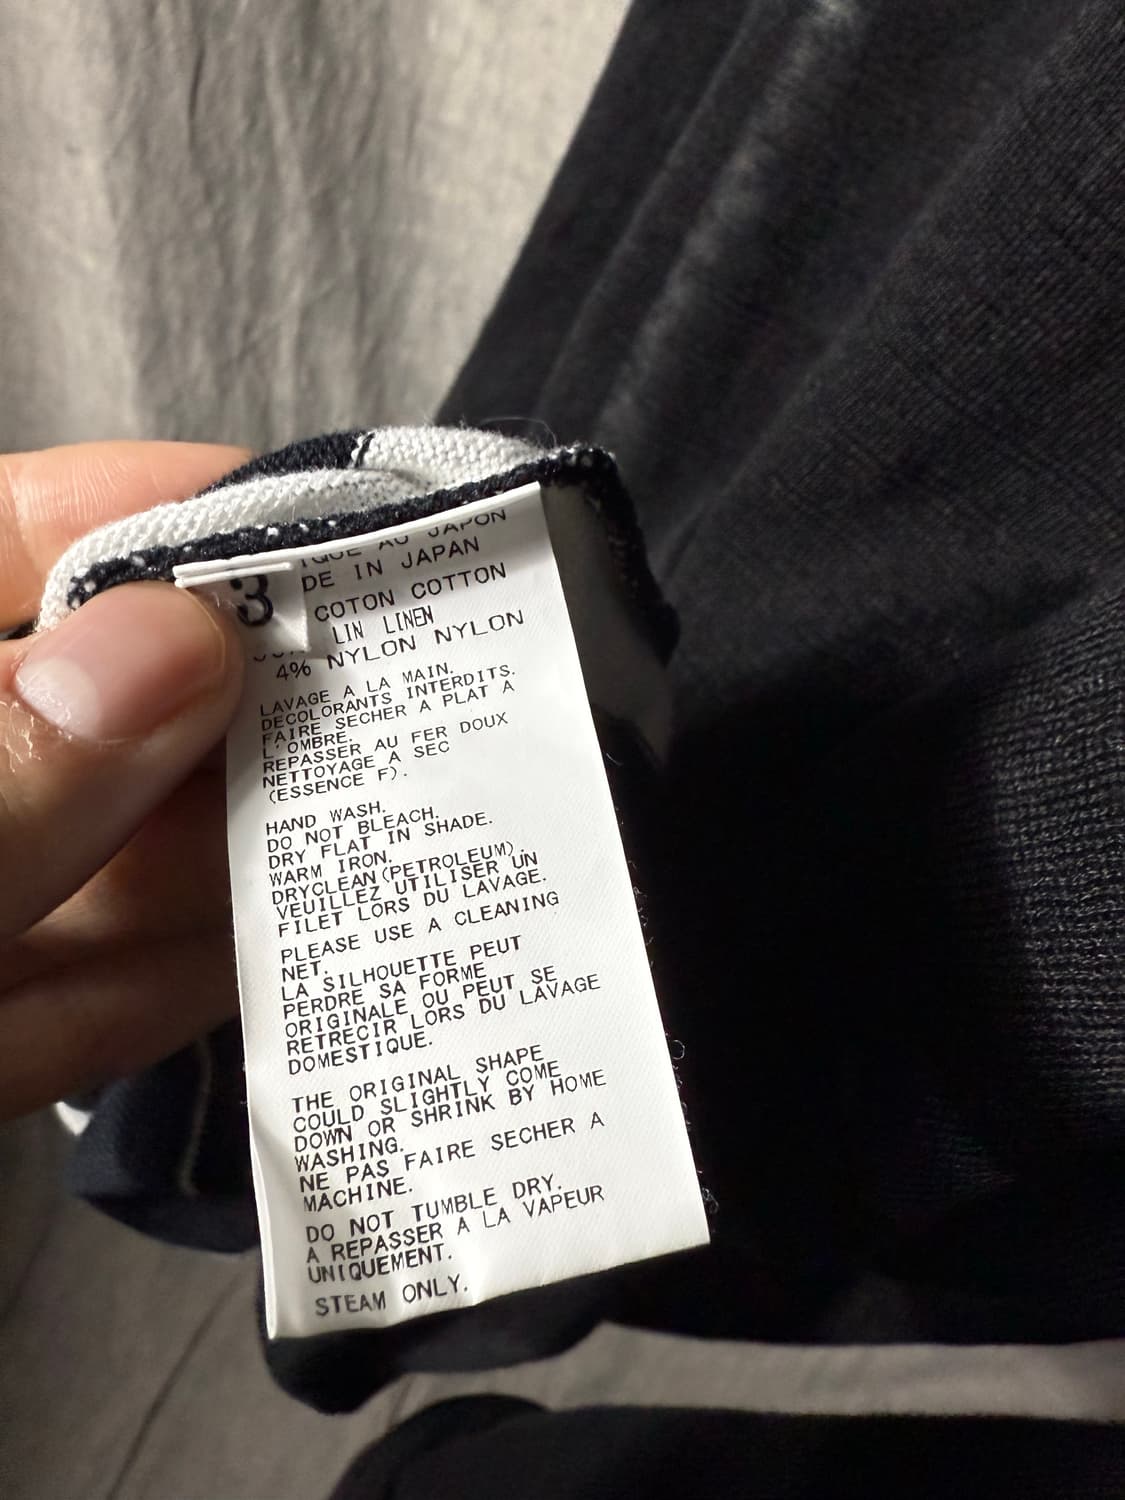 AU JAPON
DE IN JAPAN
3
COTON COTTON
LIN LINEN
4% NYLON NYLON
LAVAGE A LA MAIN.
DECOLORANTS INTERDITS.
FAIRE SECHER A PLAT A
L'OMBRE.
REPASSER AU FER DOUX
NETTOYAGE A SEC
(ESSENCE F).
HAND WASH.
DO NOT BLEACH.
DRY FLAT IN SHADE.
WARM IRON.
DRYCLEAN(PETROLEUM).
VEUILLEZ UTILISER UN
FILET LORS DU LAVAGE.
PLEASE USE A CLEANING
NET.
LA SILHOUETTE PEUT
PERDRE SA FORME
ORIGINALE OU PEUT SE
RETRECIR LORS DU LAVAGE
DOMESTIQUE.
THE ORIGINAL SHAPE
COULD SLIGHTLY COME
DOWN OR SHRINK BY HOME
WASHING.
NE PAS FAIRE SECHER A
MACHINE.
DO NOT TUMBLE DRY.
A REPASSER A LA VAPEUR
UNIQUEMENT.
STEAM ONLY.